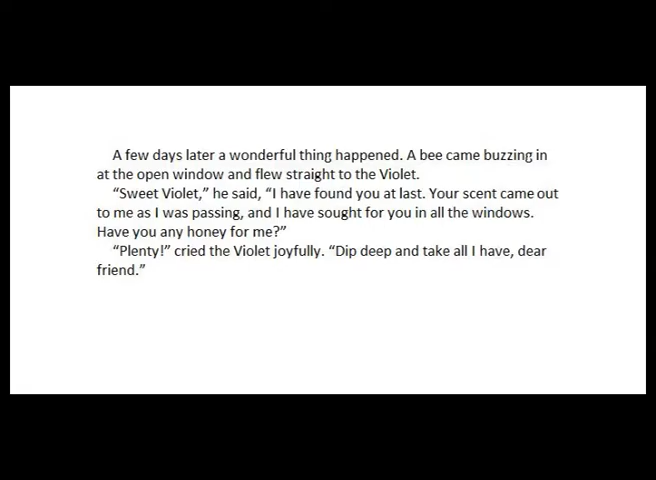 A few days later a wonderful thing happened. A bee came buzzing in
at the open window and flew straight to the Violet.
“Sweet Violet,” he said, “I have found you at last. Your scent came out
to me as I was passing, and I have sought for you in all the windows.
Have you any honey for me?”
“Plenty!” cried the Violet joyfully. “Dip deep and take all I have, dear
friend.”